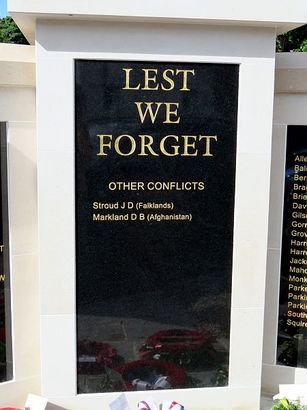 LEST
WE
FORGET
OTHER CONFLICTS
Stroud J D (Falklands)
Markland D B (Afghanistan)